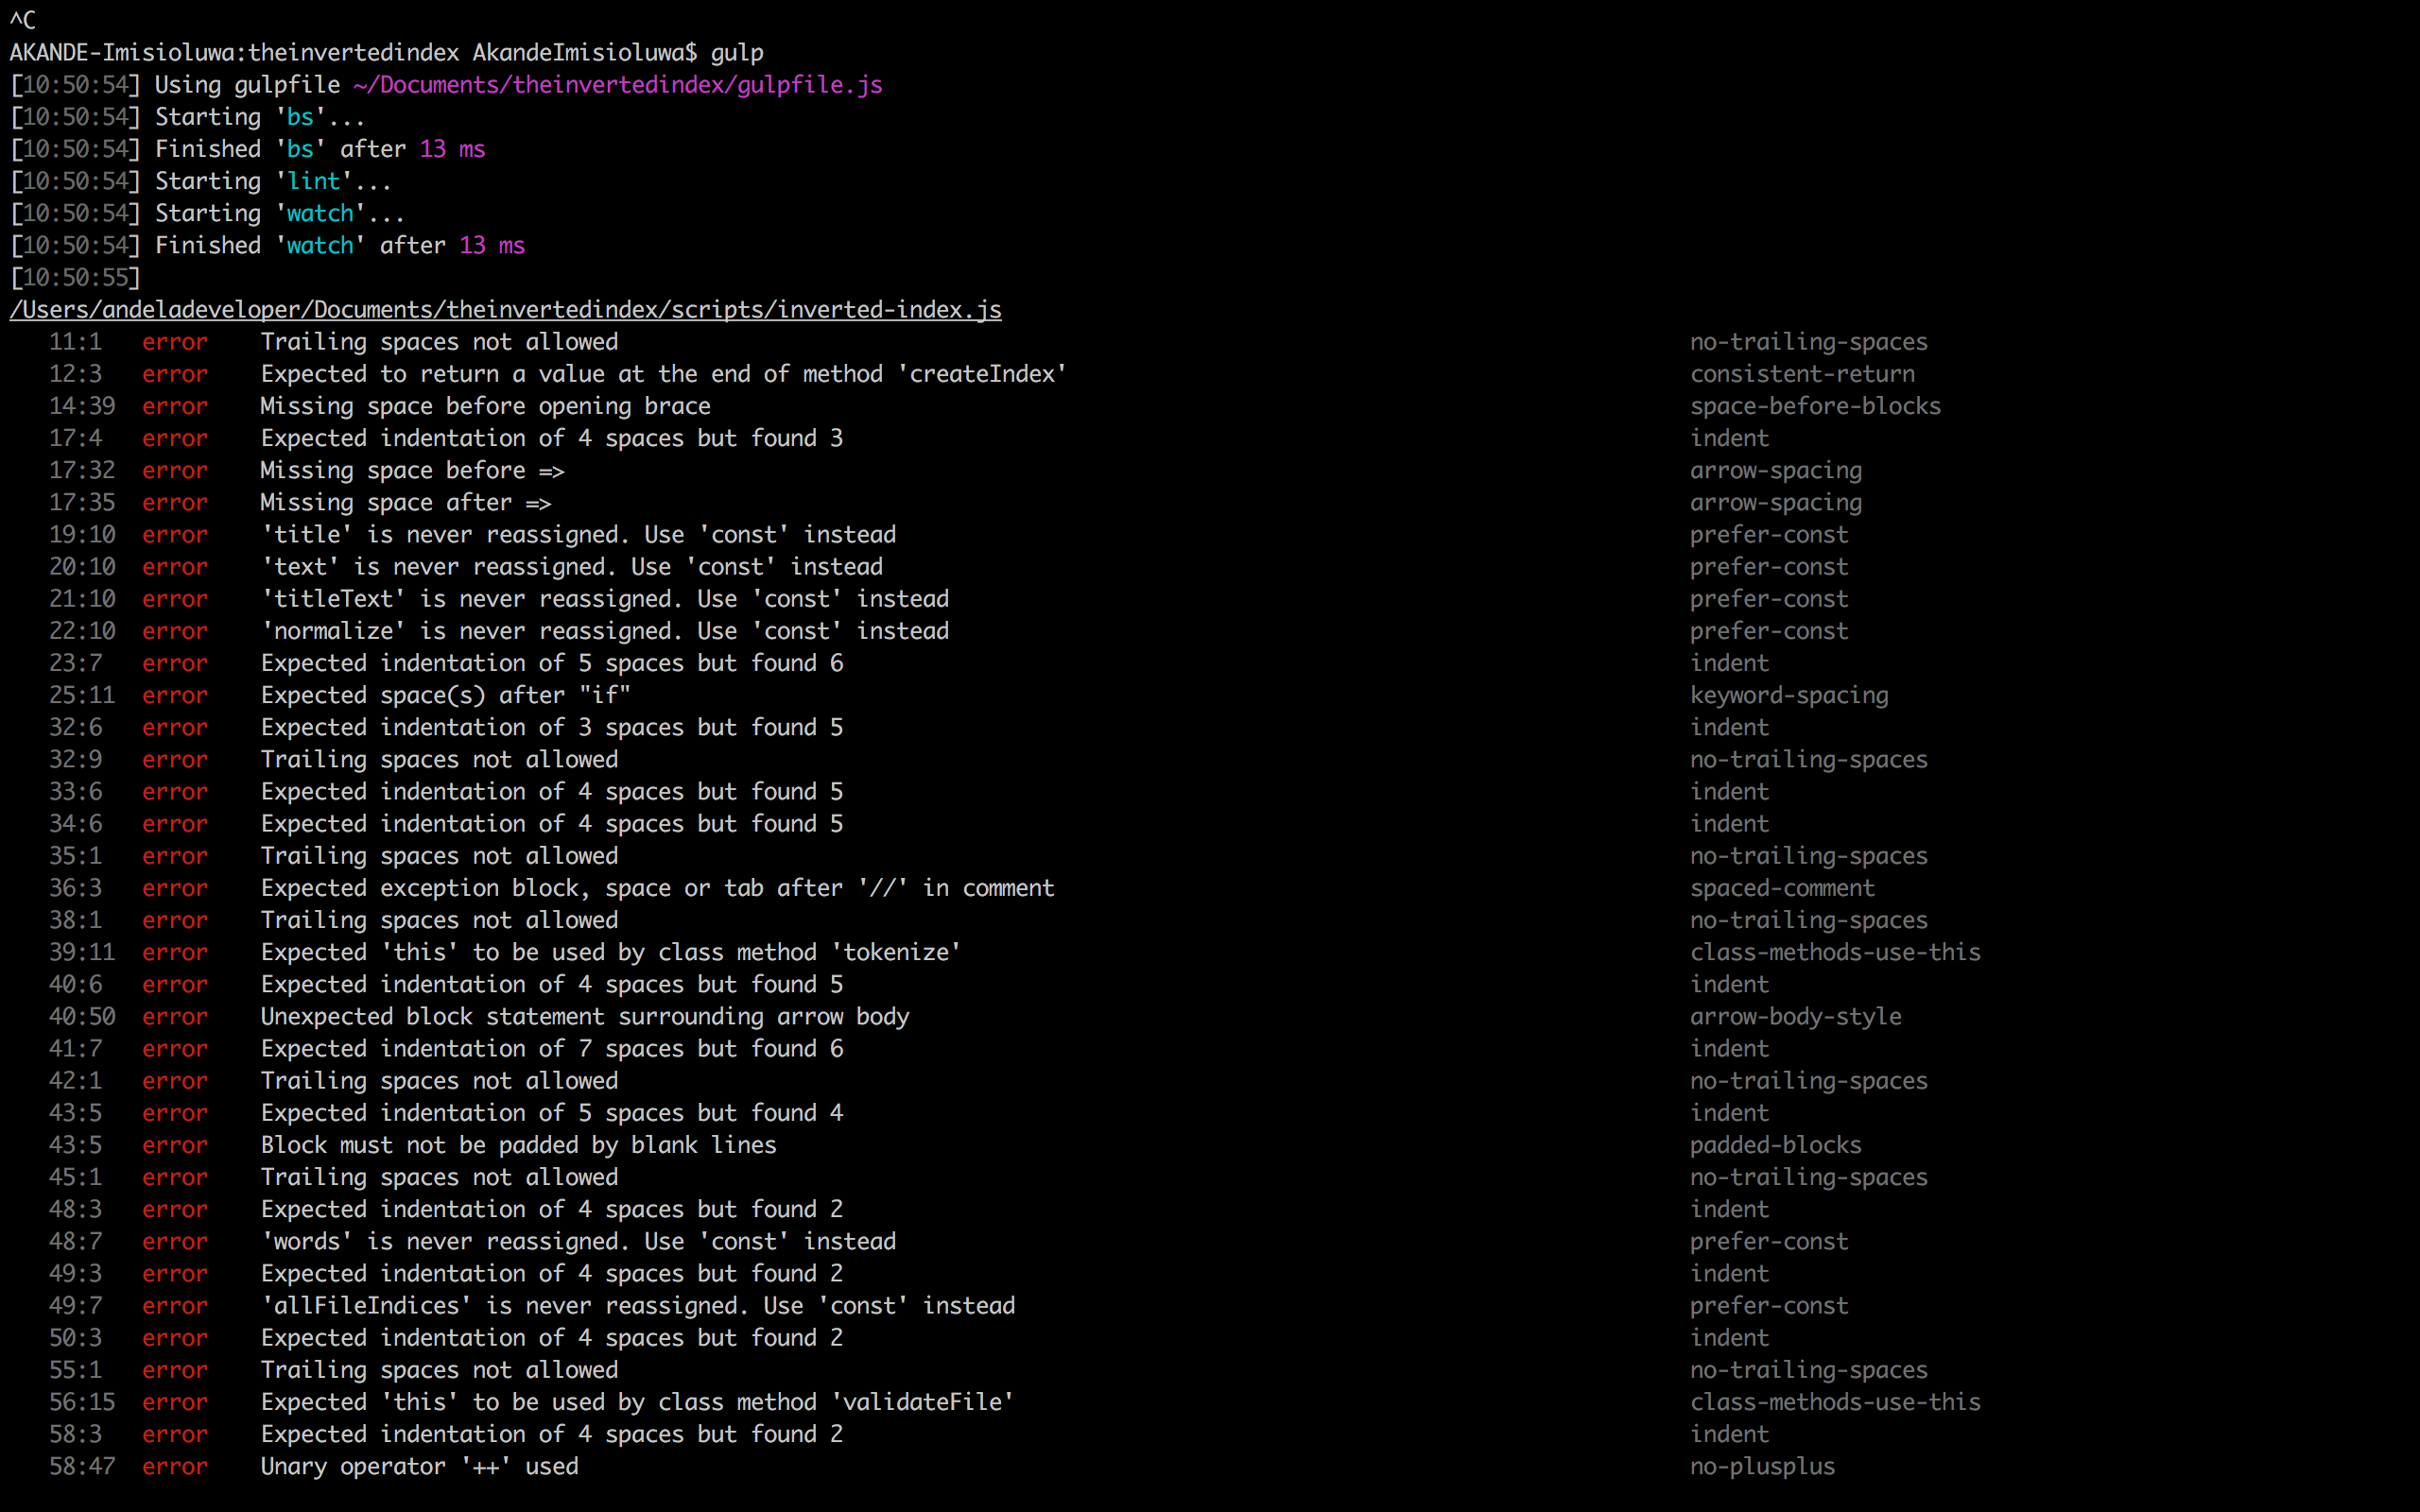 ^C
AKANDE-Imisioluwa:theinvertedindex AkandeImisioluwa$ gulp
[10:50:54] Using gulpfile ~/Documents/theinvertedindex/gulpfile.js
[10:50:54] Starting 'bs'...
[10:50:54] Finished 'bs' after 13 ms
[10:50:54] Starting 'lint'...
[10:50:54] Starting 'watch'...
[10:50:54] Finished 'watch' after 13 ms
[10:50:55]
/Users/andeladeveloper/Documents/theinvertedindex/scripts/inverted-index.js
11:1 error Trailing spaces not allowed no-trailing-spaces
12:3 error Expected to return a value at the end of method 'createIndex' consistent-return
14:39 error Missing space before opening brace space-before-blocks
17:4 error Expected indentation of 4 spaces but found 3 indent
17:32 error Missing space before => arrow-spacing
17:35 error Missing space after => arrow-spacing
19:10 error 'title' is never reassigned. Use 'const' instead prefer-const
20:10 error 'text' is never reassigned. Use 'const' instead prefer-const
21:10 error 'titleText' is never reassigned. Use 'const' instead prefer-const
22:10 error 'normalize' is never reassigned. Use 'const' instead prefer-const
23:7 error Expected indentation of 5 spaces but found 6 indent
25:11 error Expected space(s) after "if" keyword-spacing
32:6 error Expected indentation of 3 spaces but found 5 indent
32:9 error Trailing spaces not allowed no-trailing-spaces
33:6 error Expected indentation of 4 spaces but found 5 indent
34:6 error Expected indentation of 4 spaces but found 5 indent
35:1 error Trailing spaces not allowed no-trailing-spaces
36:3 error Expected exception block, space or tab after '//' in comment spaced-comment
38:1 error Trailing spaces not allowed no-trailing-spaces
39:11 error Expected 'this' to be used by class method 'tokenize' class-methods-use-this
40:6 error Expected indentation of 4 spaces but found 5 indent
40:50 error Unexpected block statement surrounding arrow body arrow-body-style
41:7 error Expected indentation of 7 spaces but found 6 indent
42:1 error Trailing spaces not allowed no-trailing-spaces
43:5 error Expected indentation of 5 spaces but found 4 indent
43:5 error Block must not be padded by blank lines padded-blocks
45:1 error Trailing spaces not allowed no-trailing-spaces
48:3 error Expected indentation of 4 spaces but found 2 indent
48:7 error 'words' is never reassigned. Use 'const' instead prefer-const
49:3 error Expected indentation of 4 spaces but found 2 indent
49:7 error 'allFileIndices' is never reassigned. Use 'const' instead prefer-const
50:3 error Expected indentation of 4 spaces but found 2 indent
55:1 error Trailing spaces not allowed no-trailing-spaces
56:15 error Expected 'this' to be used by class method 'validateFile' class-methods-use-this
58:3 error Expected indentation of 4 spaces but found 2 indent
58:47 error Unary operator '++' used no-plusplus